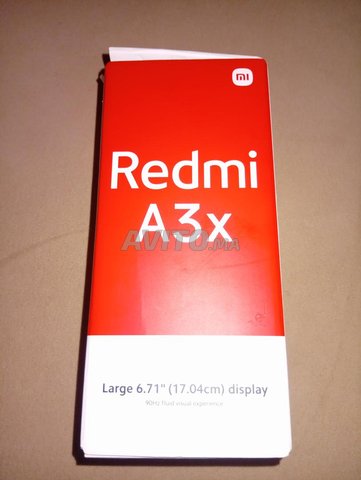 mi
Redmi
A3x
AVITO.MA
Large 6.71" (17.04cm) display
90Hz fluid visual experience